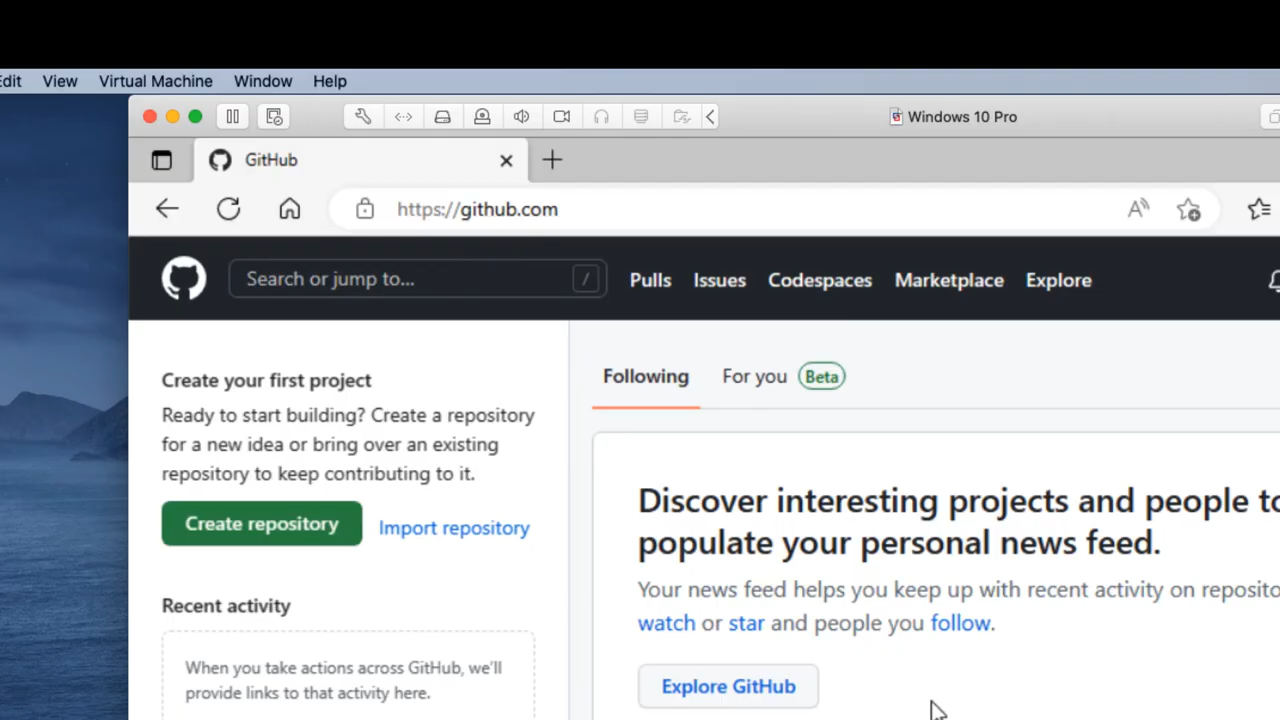 View Virtual Machine Window Help
Windows 10 Pro
GitHub
https://github.com
Search or jump to... /
Pulls Issues Codespaces Marketplace Explore
Create your first project
Ready to start building? Create a repository
for a new idea or bring over an existing
repository to keep contributing to it.
Create repository Import repository
Recent activity
When you take actions across GitHub, we'll
provide links to that activity here.
Following For you Beta
Discover interesting projects and people to
populate your personal news feed.
Your news feed helps you keep up with recent activity on
watch or star and people you follow.
Explore GitHub